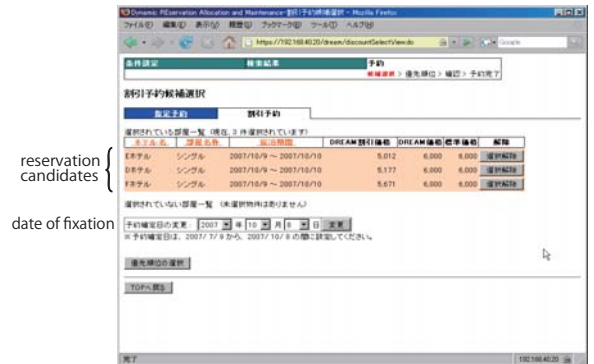 Dynamic REservation Allocation and Maintenance-割引予約候補選択 - Mozilla Firefox
ファイル(F) 編集(E) 表示(V) 履歴(S) ブックマーク(B) ツール(T) ヘルプ(H)
https://192.168.40.20/dream/discountSelectView.do
条件設定 検索結果 予約
候補選択 > 優先順位 > 確認 > 予約完了
割引予約候補選択
指定予約 割引予約
選択されている部屋一覧 (現在, 3 件選択されています)
ホテル名 部屋名称 宿泊期間 DREAM割引価格 DREAM価格 標準価格 解除
Eホテル シングル 2007/10/9 ～ 2007/10/10 5,012 6,000 6,000 選択解除
Dホテル シングル 2007/10/9 ～ 2007/10/10 5,177 6,000 6,000 選択解除
Fホテル シングル 2007/10/9 ～ 2007/10/10 5,671 6,000 6,000 選択解除
reservation
candidates
選択されていない部屋一覧 (未選択物件はありません)
date of fixation
予約確定日の変更: 2007 年 10 月 8 日 変更
※予約確定日は、2007/ 7/ 9 から、2007/ 10/ 8 の間に設定してください。
優先順位の選択
TOPへ戻る
完了
192.168.40.20